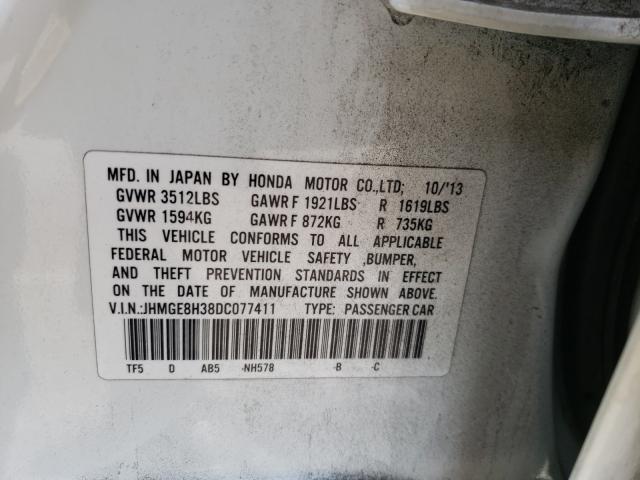 MFD. IN JAPAN BY HONDA MOTOR CO.,LTD; 10/'13
GVWR 3512LBS GAWR F 1921LBS R 1619LBS
GVWR 1594KG GAWR F 872KG R 735KG
THIS VEHICLE CONFORMS TO ALL APPLICABLE
FEDERAL MOTOR VEHICLE SAFETY ,BUMPER,
AND THEFT PREVENTION STANDARDS IN EFFECT
ON THE DATE OF MANUFACTURE SHOWN ABOVE.
V.I.N.:JHMGE8H38DC077411 TYPE: PASSENGER CAR
TF5 D AB5 -NH578 -B -C